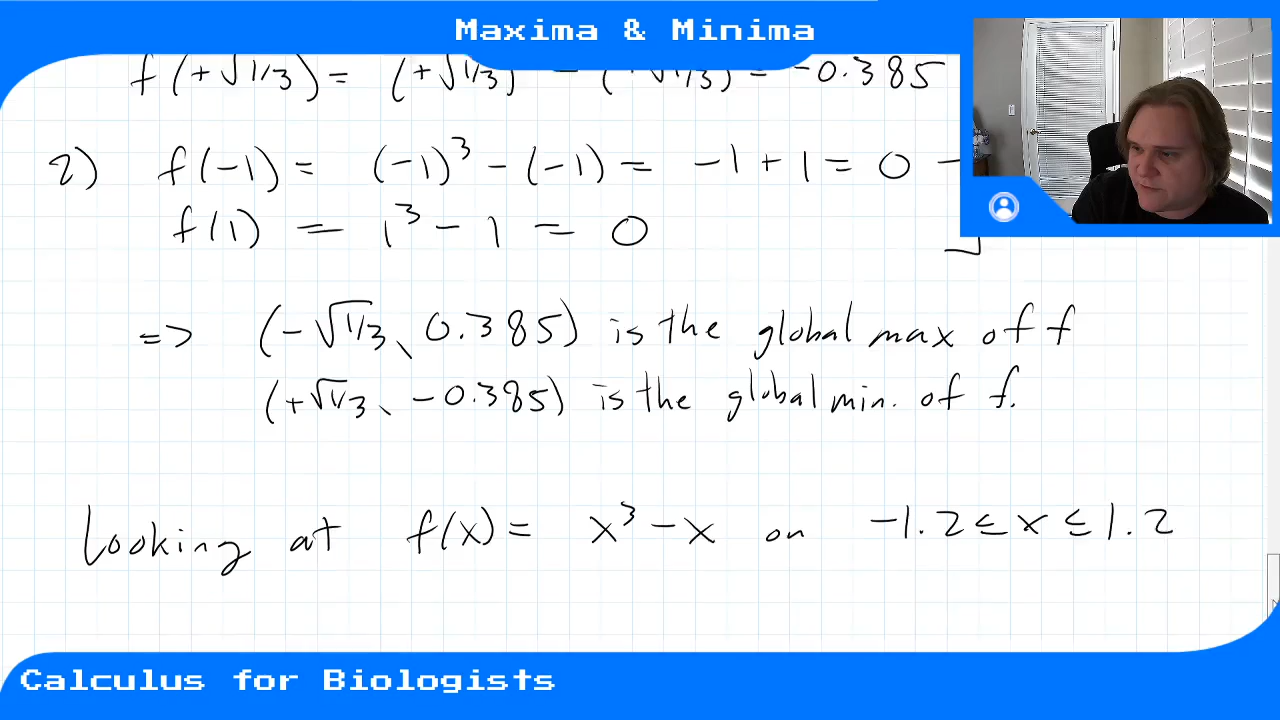 Maxima & Minima
f(+√1/3) = (+√1/3) - (+√1/3) = -0.385
2) f(-1) = (-1)³ - (-1) = -1 + 1 = 0
f(1) = 1³ - 1 = 0
=> (-√1/3, 0.385) is the global max of f
(+√1/3, -0.385) is the global min. of f.
Looking at f(x) = x³ - x on -1.2 ≤ x ≤ 1.2
Calculus for Biologists